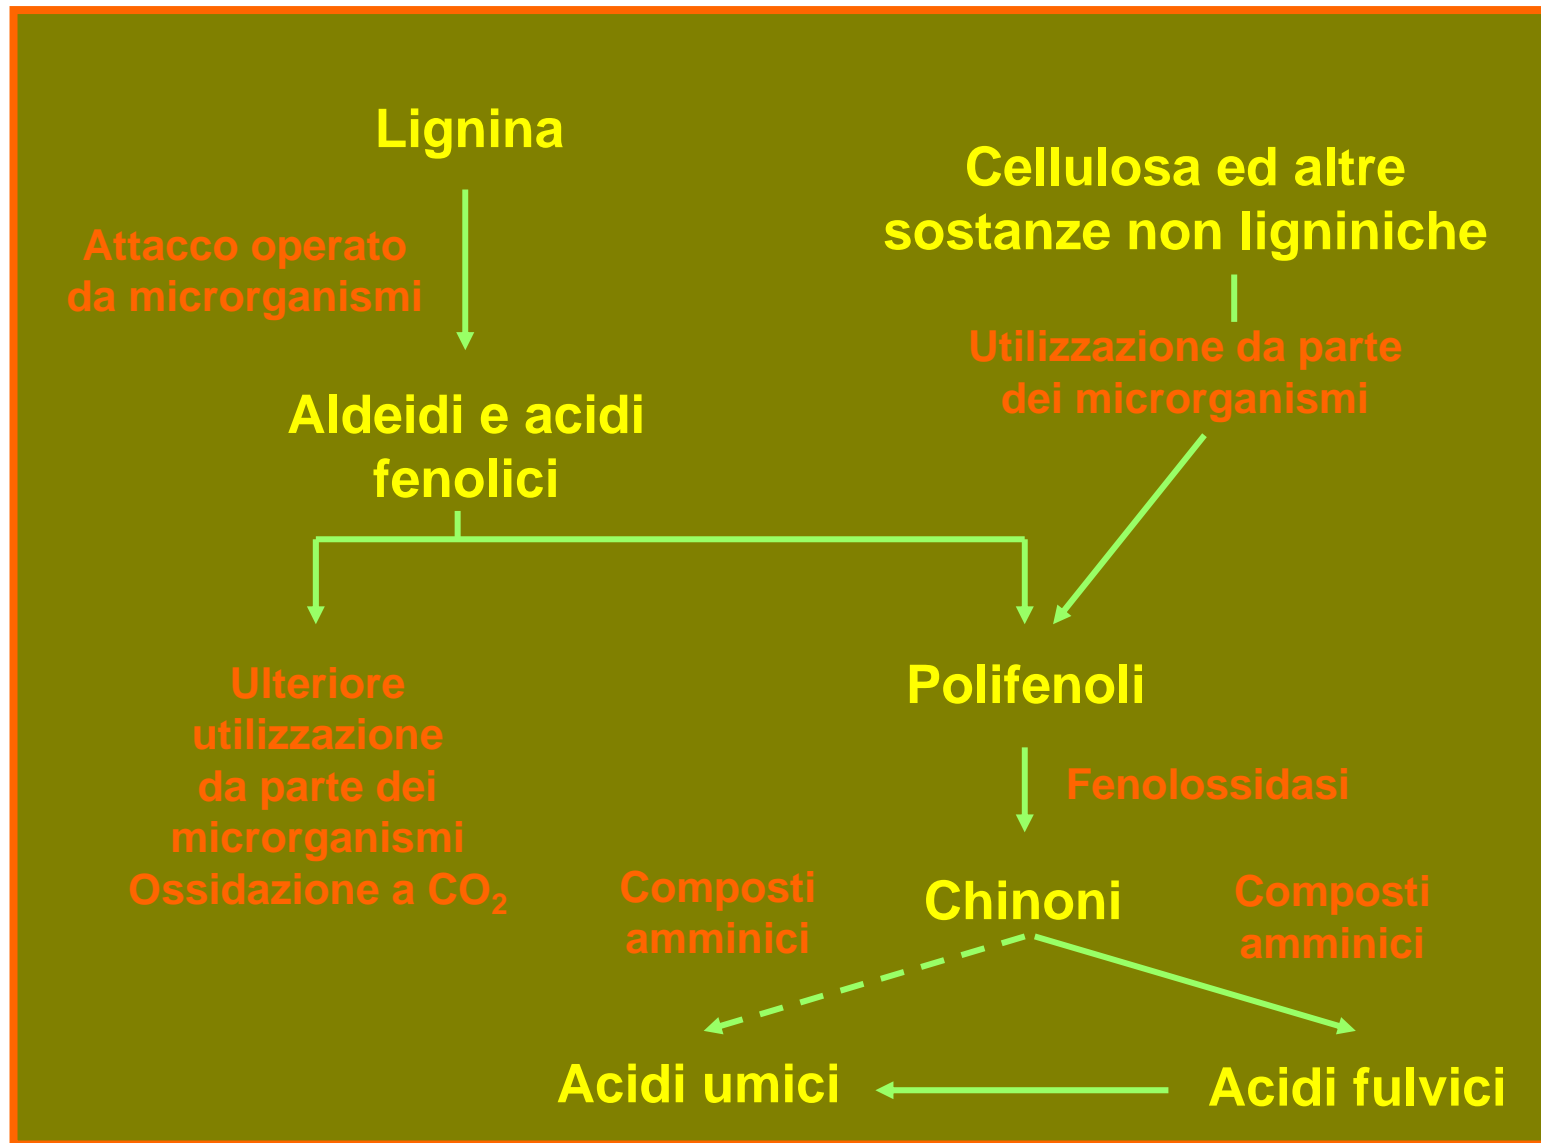 Lignina
Cellulosa ed altre
sostanze non ligniniche
Attacco operato
da microrganismi
Utilizzazione da parte
dei microrganismi
Aldeidi e acidi
fenolici
Ulteriore
utilizzazione
da parte dei
microrganismi
Ossidazione a CO₂
Polifenoli
Fenolossidasi
Composti
amminici
Chinoni
Composti
amminici
Acidi umici
Acidi fulvici